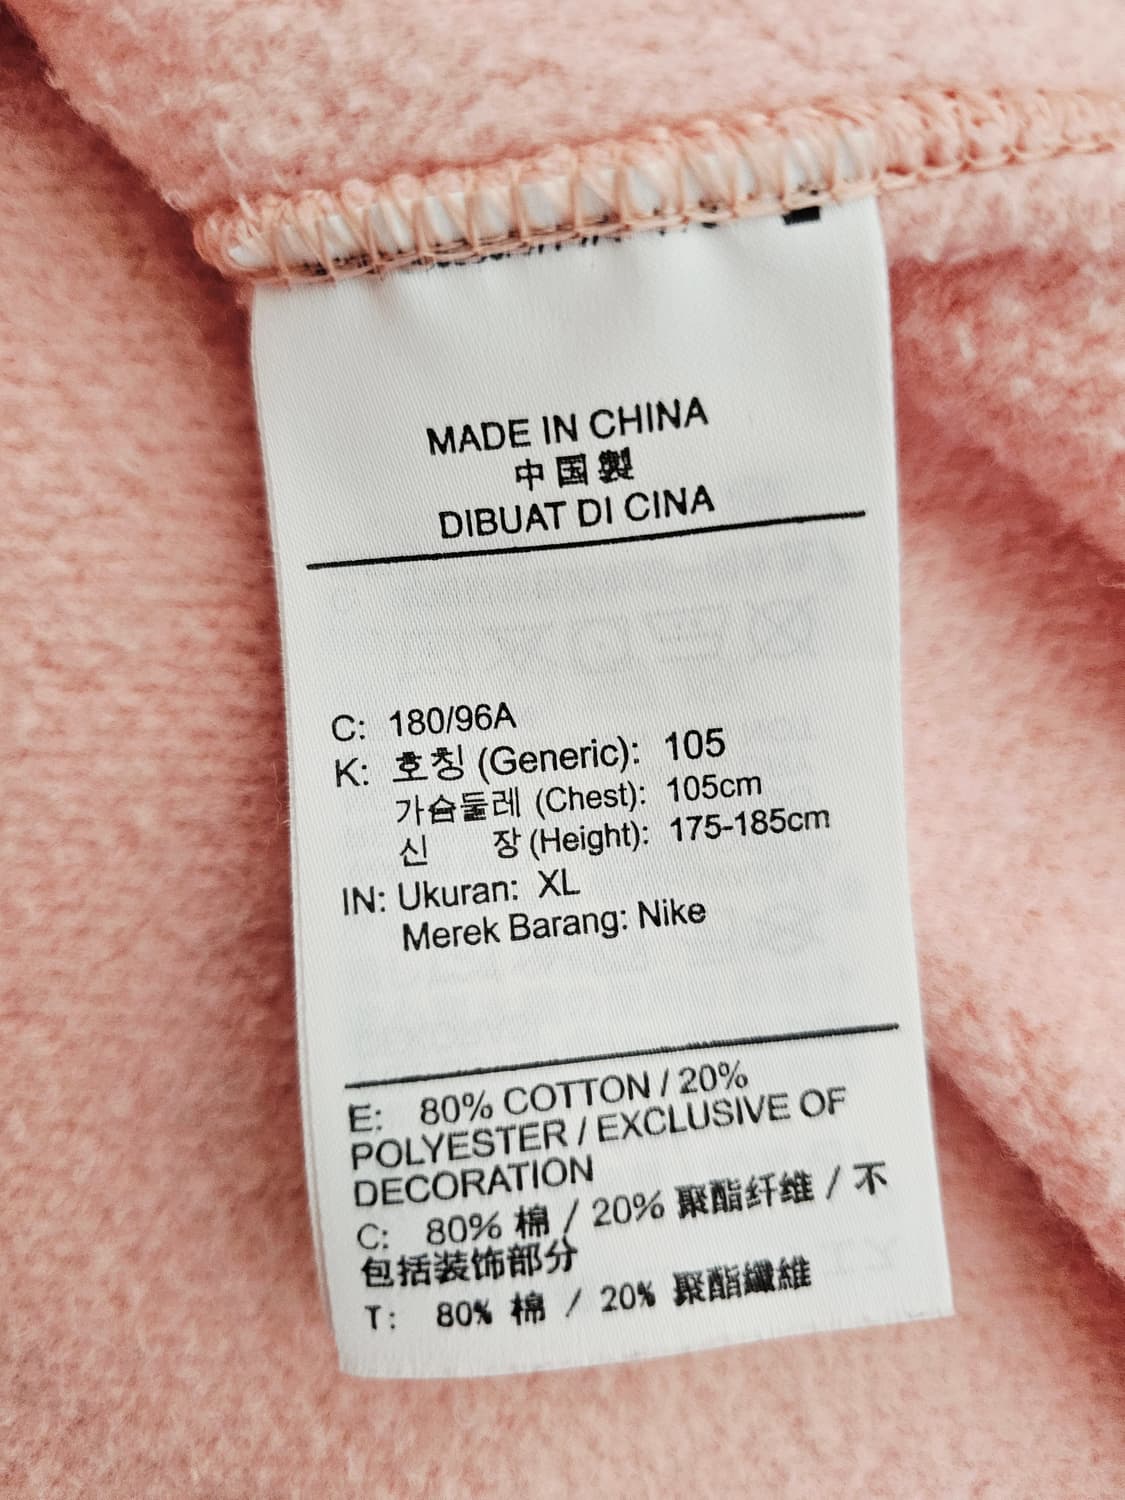 MADE IN CHINA
中国製
DIBUAT DI CINA
C: 180/96A
K: 호칭 (Generic): 105
가슴둘레 (Chest): 105cm
신 장 (Height): 175-185cm
IN: Ukuran: XL
Merek Barang: Nike
E: 80% COTTON / 20%
POLYESTER / EXCLUSIVE OF
DECORATION
C: 80% 棉 / 20% 聚酯纤维 / 不
包括装饰部分
T: 80% 棉 / 20% 聚酯纖維